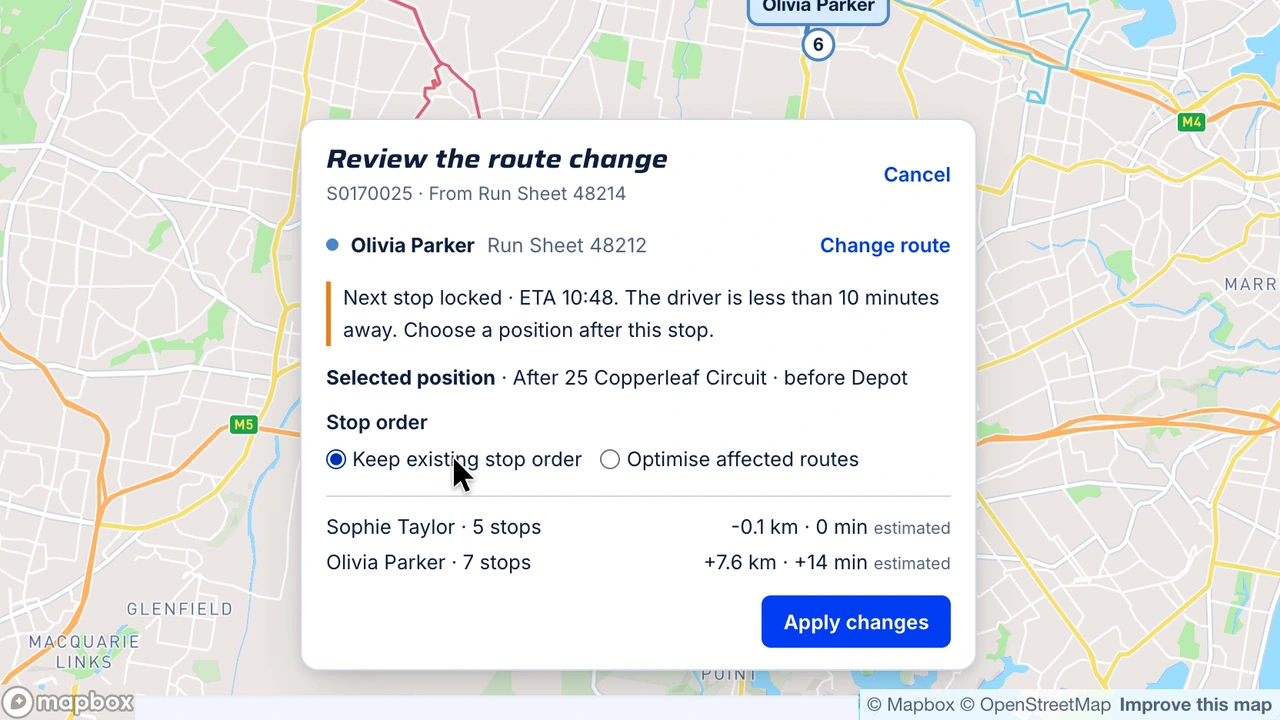 Olivia Parker
6
M4
Review the route change
Cancel
S0170025 · From Run Sheet 48214
Olivia Parker Run Sheet 48212
Change route
MARR
Next stop locked · ETA 10:48. The driver is less than 10 minutes
away. Choose a position after this stop.
Selected position · After 25 Copperleaf Circuit · before Depot
M5
Stop order
Keep existing stop order
Optimise affected routes
Sophie Taylor · 5 stops
-0.1 km · 0 min estimated
Olivia Parker · 7 stops
+7.6 km · +14 min estimated
GLENFIELD
Apply changes
MACQUARIE
LINKS
POINT
mapbox
© Mapbox © OpenStreetMap Improve this map